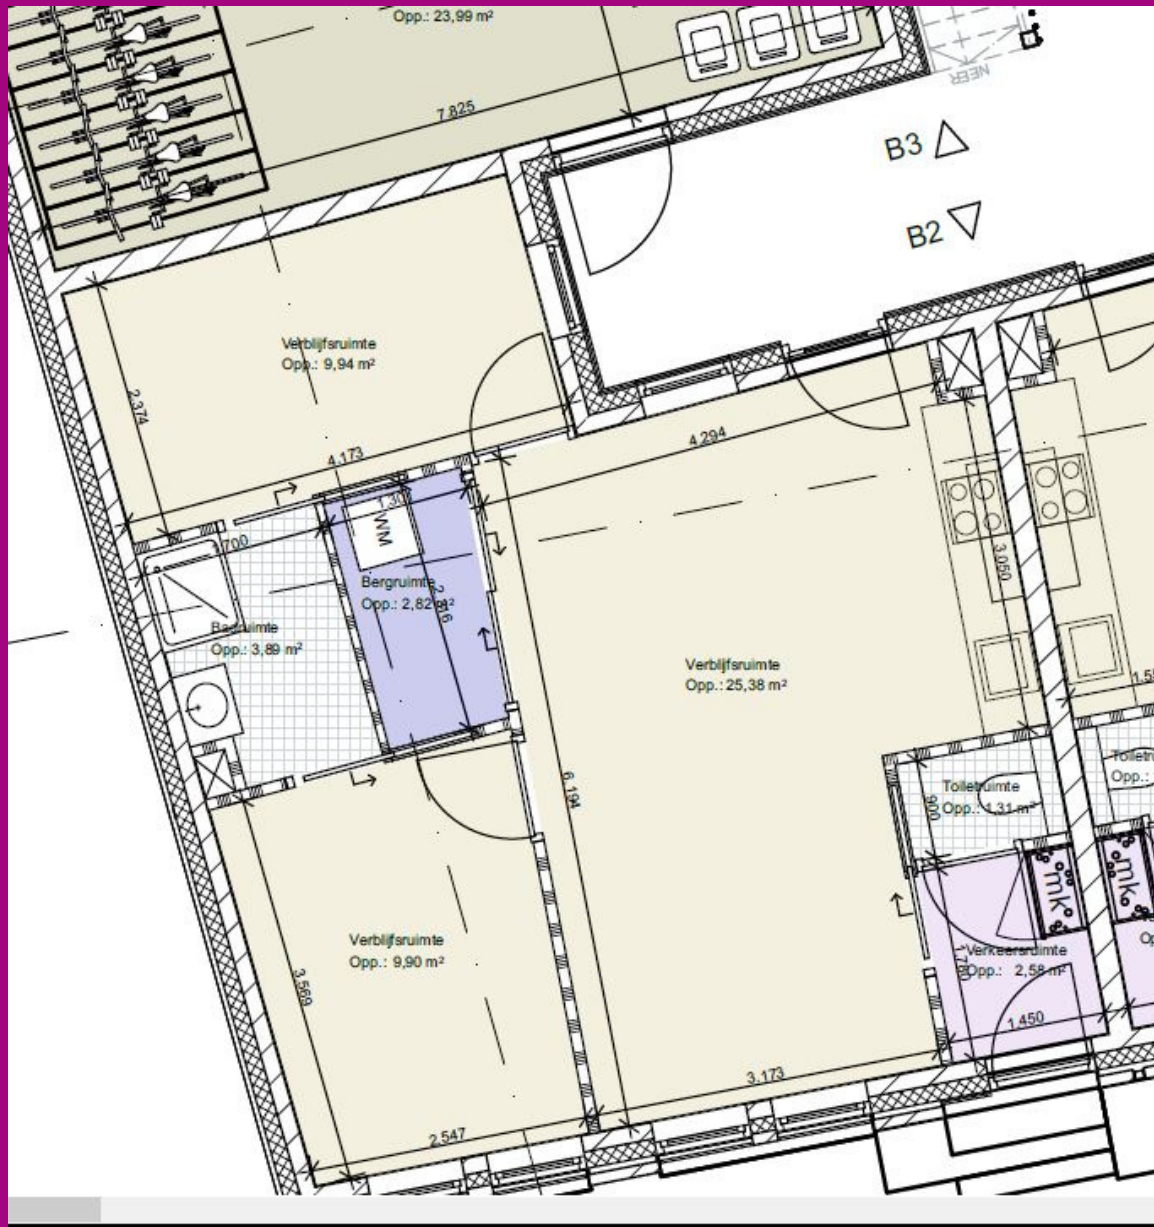 Opp.: 23,99 m²
NEER
7.825
B3
B2
Verblijfsruimte
Opp.: 9,94 m²
2.374
4.173
4.294
1.700
WM
Bergruimte
Opp.: 2,82 m²
2.816
3.050
Badruimte
Opp.: 3,89 m²
Verblijfsruimte
Opp.: 25,38 m²
6.194
Toiletruimte
Opp.: 1,31 m²
900
Opp.:
mk
mk
Verblijfsruimte
Opp.: 9,90 m²
3.569
Verkeersruimte
Opp.: 2,58 m²
1.450
3.173
2.547